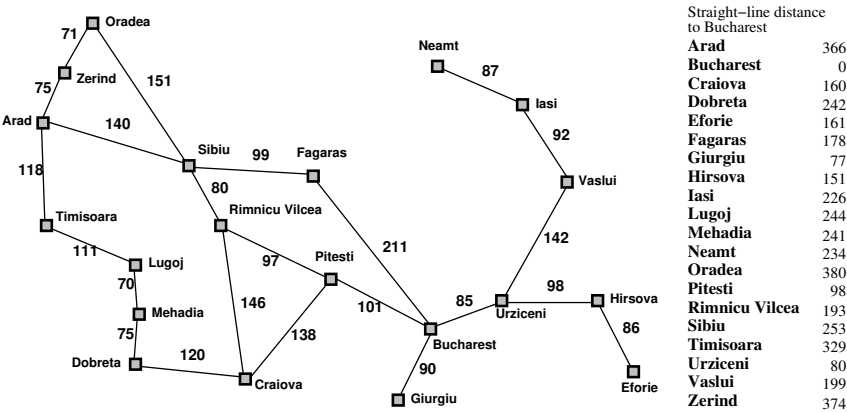 Oradea
71
Neamt
Zerind
87
75
151
Iasi
Arad
140
92
Sibiu
99
Fagaras
118
80
Vaslui
Timisoara
Rimnicu Vilcea
142
111
Lugoj
97
Pitesti
211
70
98
Hirsova
146
101
85
Urziceni
Mehadia
138
86
75
Bucharest
120
Dobreta
90
Craiova
Eforie
Giurgiu
Straight−line distance
to Bucharest
Arad 366
Bucharest 0
Craiova 160
Dobreta 242
Eforie 161
Fagaras 178
Giurgiu 77
Hirsova 151
Iasi 226
Lugoj 244
Mehadia 241
Neamt 234
Oradea 380
Pitesti 98
Rimnicu Vilcea 193
Sibiu 253
Timisoara 329
Urziceni 80
Vaslui 199
Zerind 374